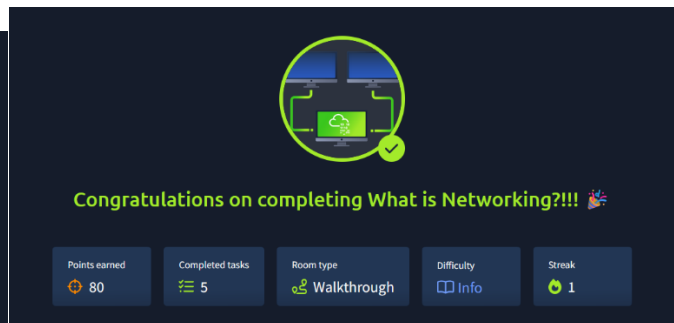 Congratulations on completing What is Networking?!!! 🎉
Points earned
80
Completed tasks
5
Room type
Walkthrough
Difficulty
Info
Streak
1